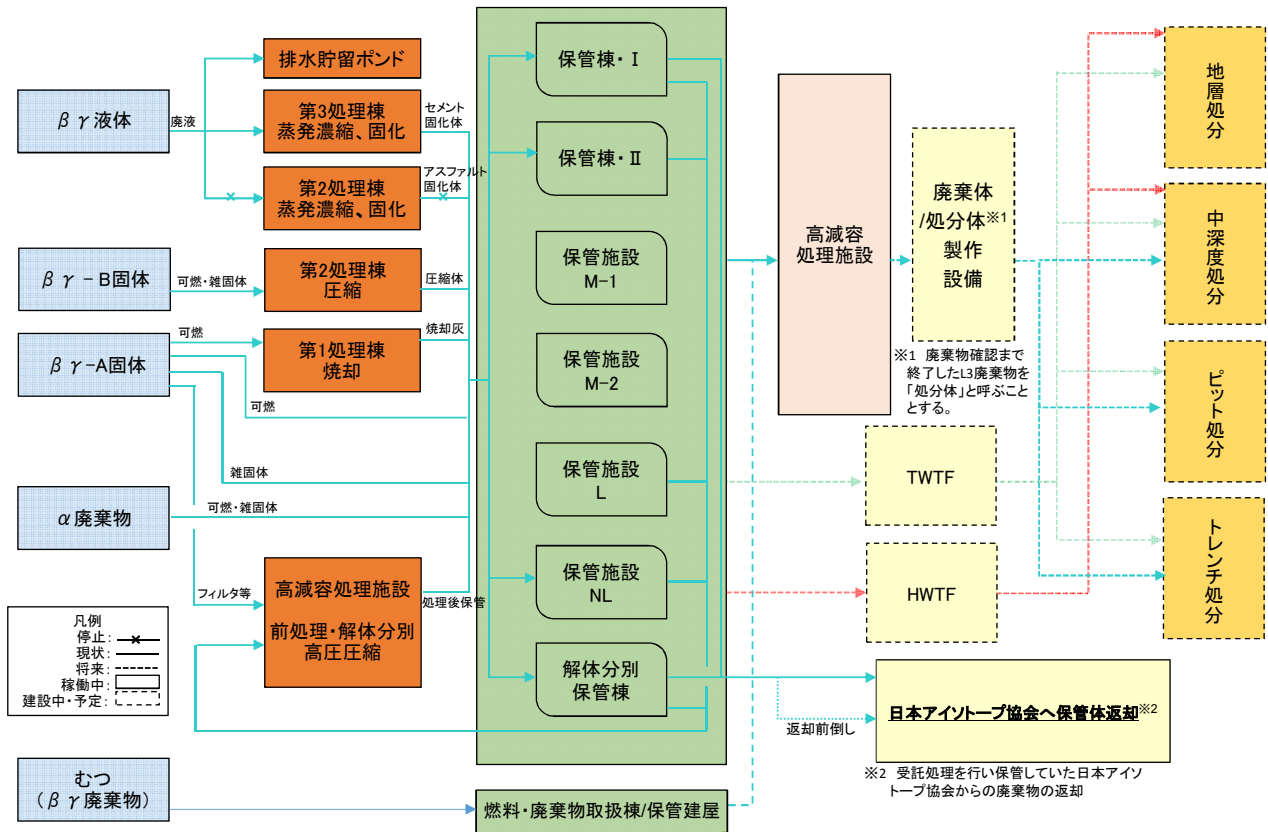 βγ液体
廃液
排水貯留ポンド
第3処理棟
蒸発濃縮、固化
セメント
固化体
第2処理棟
蒸発濃縮、固化
アスファルト
固化体
βγ-B固体
可燃・雑固体
第2処理棟
圧縮
圧縮体
βγ-A固体
可燃
第1処理棟
焼却
焼却灰
可燃
雑固体
α廃棄物
可燃・雑固体
フィルタ等
高減容処理施設
前処理・解体分別
高圧圧縮
処理後保管
凡例
停止:
現状:
将来:
稼働中:
建設中・予定:
むつ
(βγ廃棄物)
保管棟・Ⅰ
保管棟・Ⅱ
保管施設
M-1
保管施設
M-2
保管施設
L
保管施設
NL
解体分別
保管棟
燃料・廃棄物取扱棟/保管建屋
高減容
処理施設
廃棄体
/処分体※1
製作
設備
※1 廃棄物確認まで
終了したL3廃棄物を
「処分体」と呼ぶこと
とする。
TWTF
HWTF
返却前倒し
日本アイソトープ協会へ保管体返却※2
※2 受託処理を行い保管していた日本アイソ
トープ協会からの廃棄物の返却
地層処分
中深度処分
ピット処分
トレンチ処分